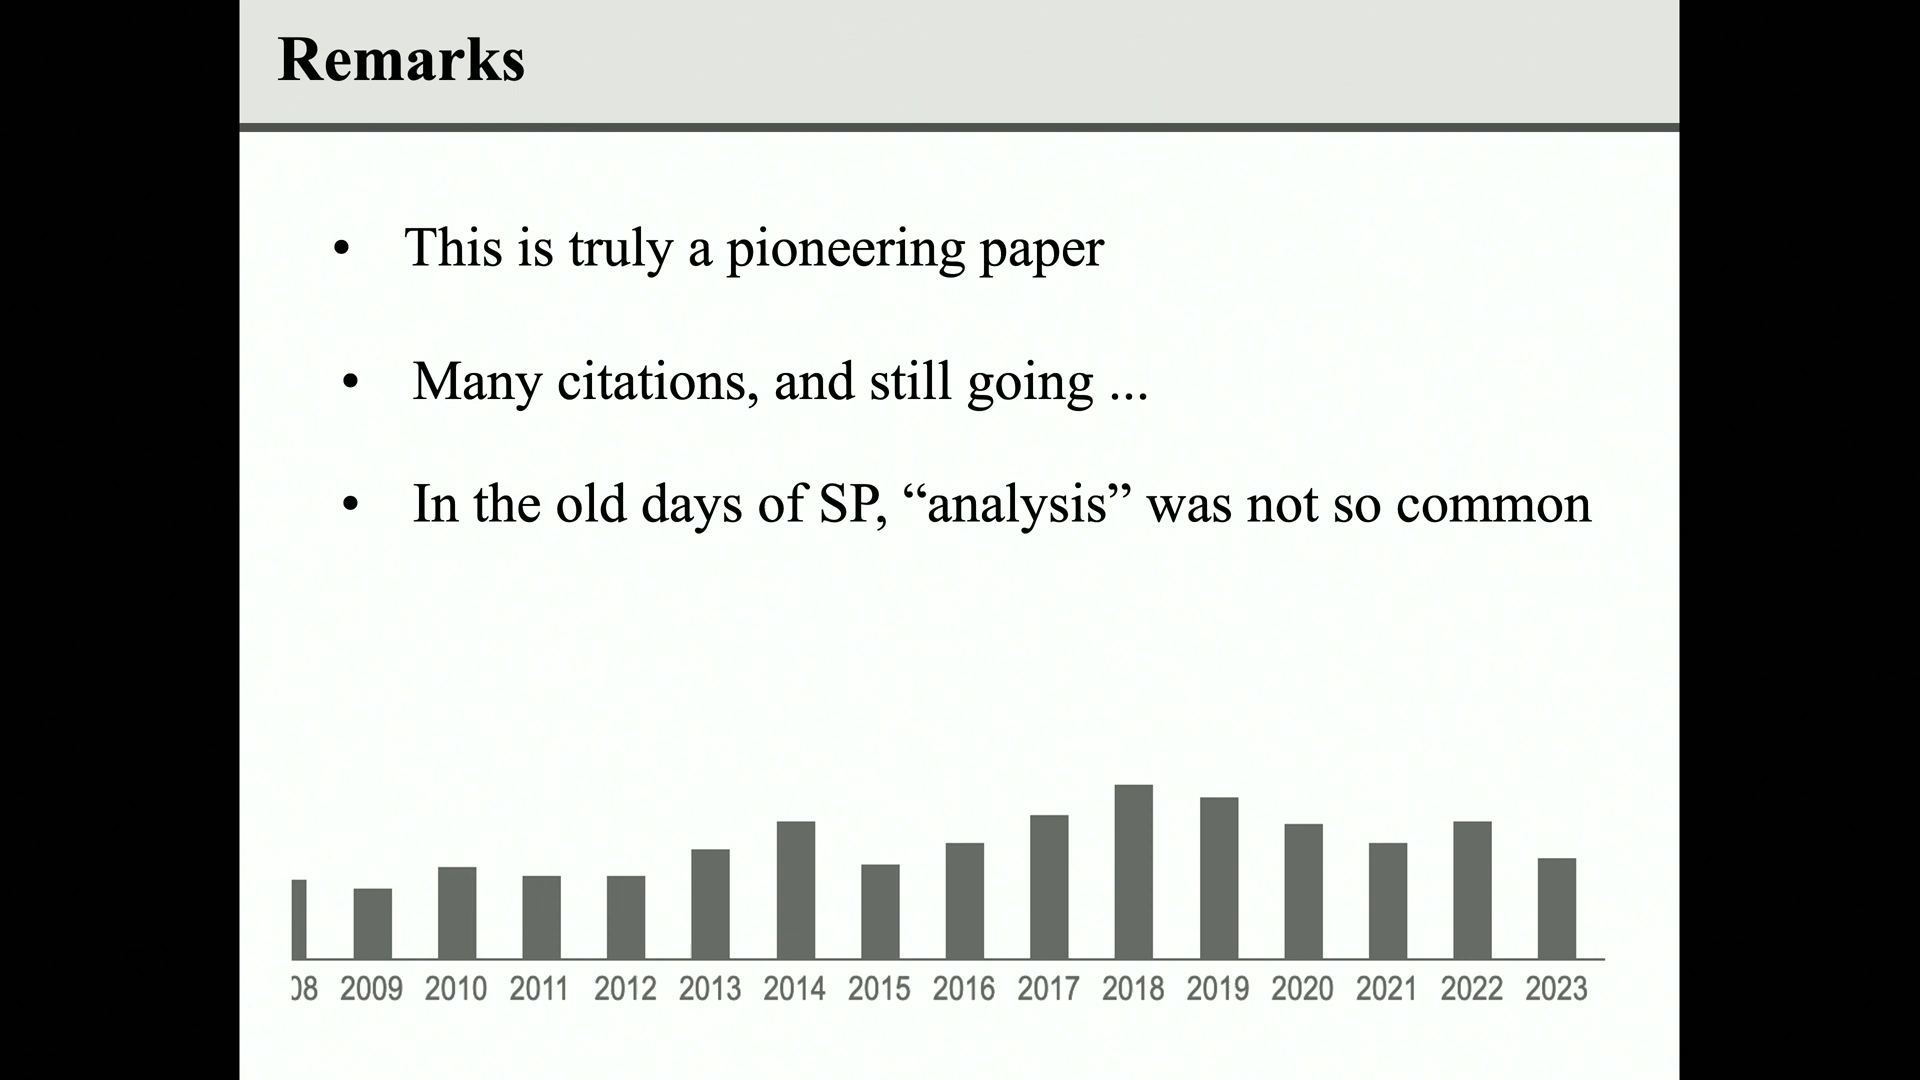 Remarks
• This is truly a pioneering paper
• Many citations, and still going ...
• In the old days of SP, “analysis” was not so common
08 2009 2010 2011 2012 2013 2014 2015 2016 2017 2018 2019 2020 2021 2022 2023